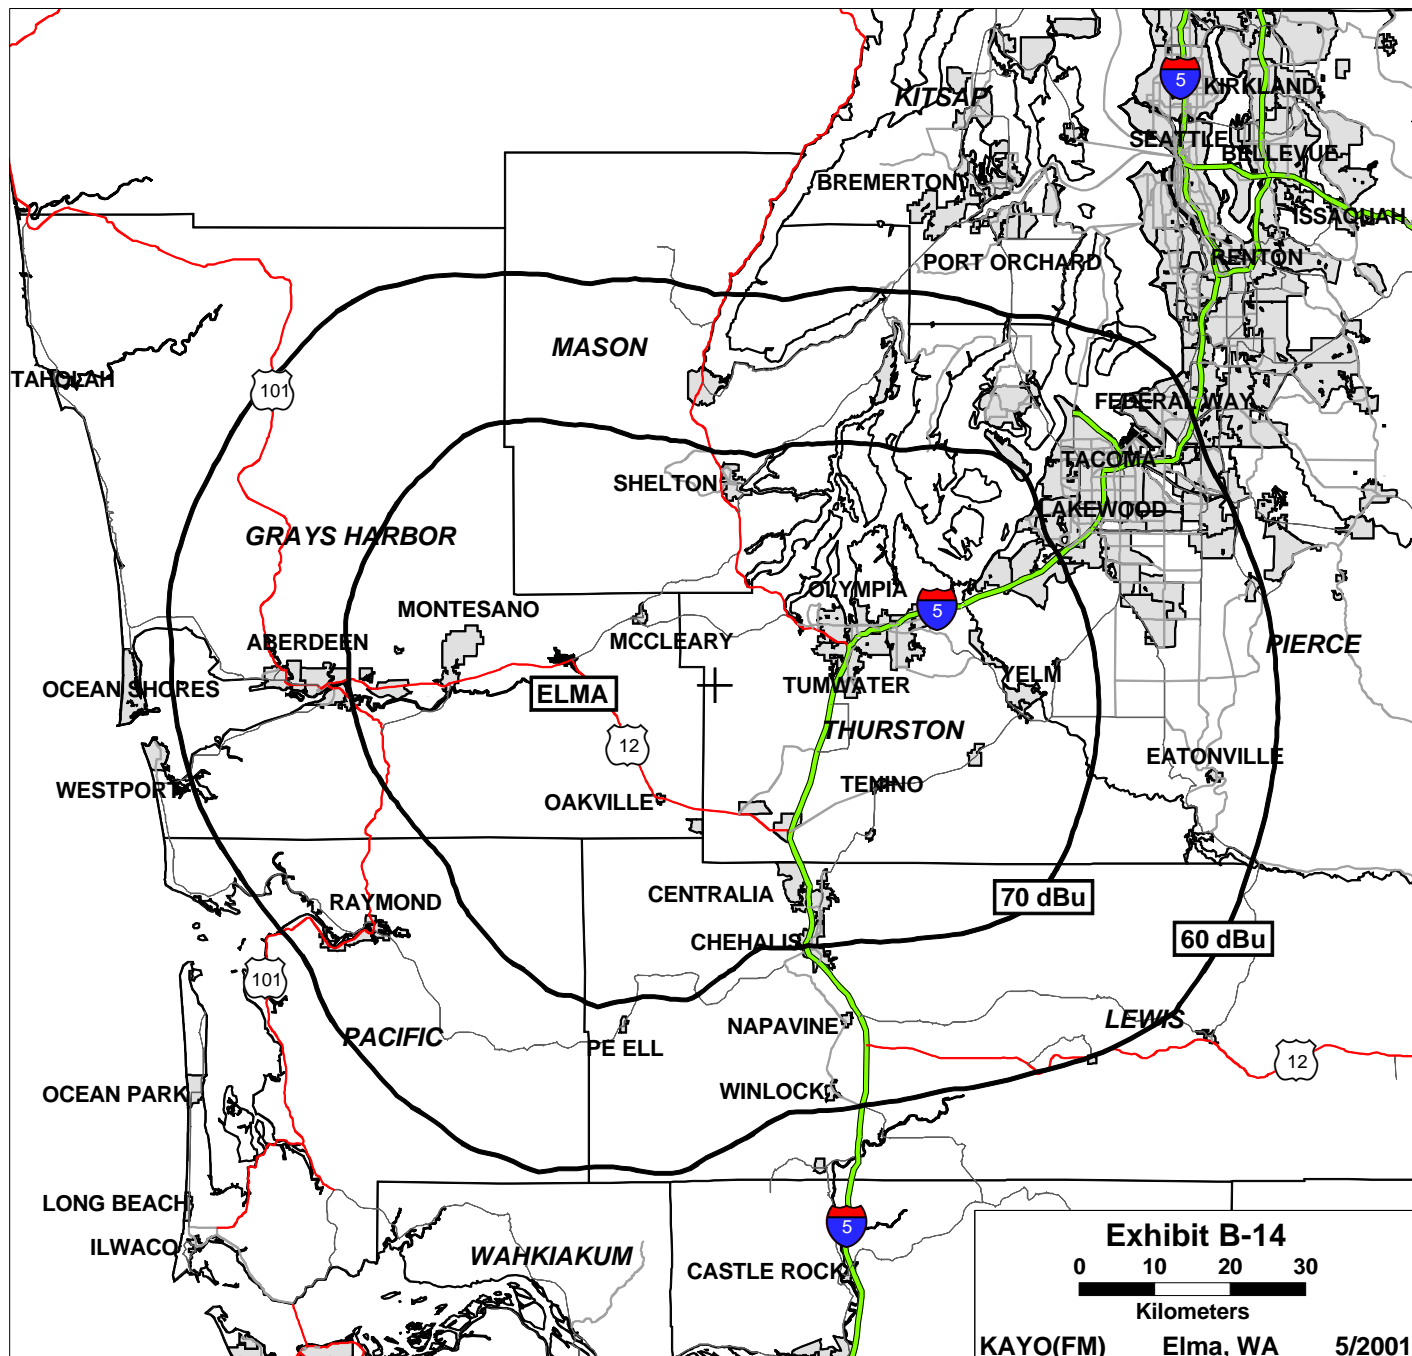 5
KIRKLAND
KITSAP
SEATTLE
BELLEVUE
BREMERTON
ISSAQUAH
PORT ORCHARD
RENTON
MASON
TAHOLAH
101
FEDERAL WAY
TACOMA
SHELTON
LAKEWOOD
GRAYS HARBOR
OLYMPIA
MONTESANO
5
ABERDEEN
MCCLEARY
PIERCE
OCEAN SHORES
ELMA
TUMWATER
YELM
THURSTON
12
EATONVILLE
WESTPORT
OAKVILLE
TENINO
CENTRALIA
70 dBu
RAYMOND
CHEHALIS
60 dBu
101
NAPAVINE
LEWIS
PACIFIC
PE ELL
12
OCEAN PARK
WINLOCK
LONG BEACH
5
ILWACO
WAHKIAKUM
CASTLE ROCK
Exhibit B-14
0 10 20 30
Kilometers
KAYO(FM) Elma, WA 5/2001